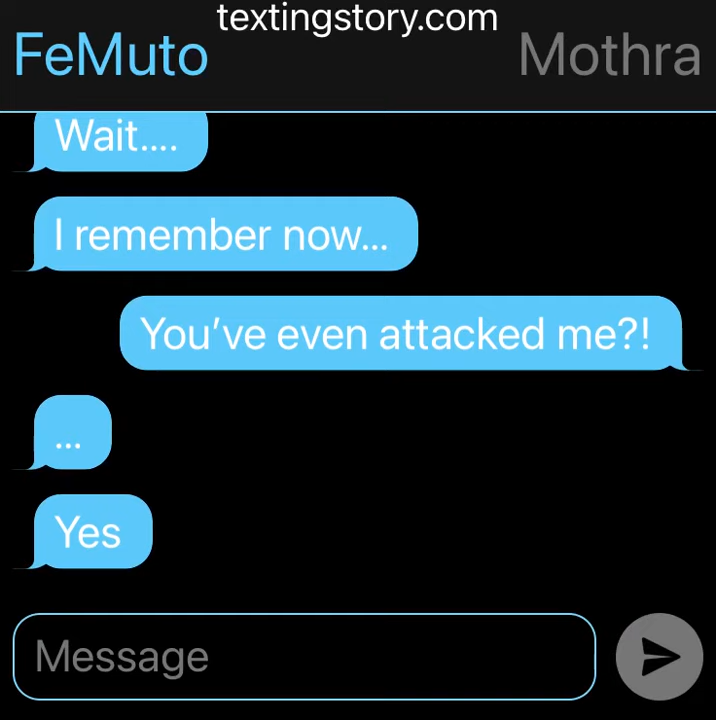 textingstory.com
FeMuto Mothra
Wait....
I remember now...
You’ve even attacked me?!
...
Yes
Message